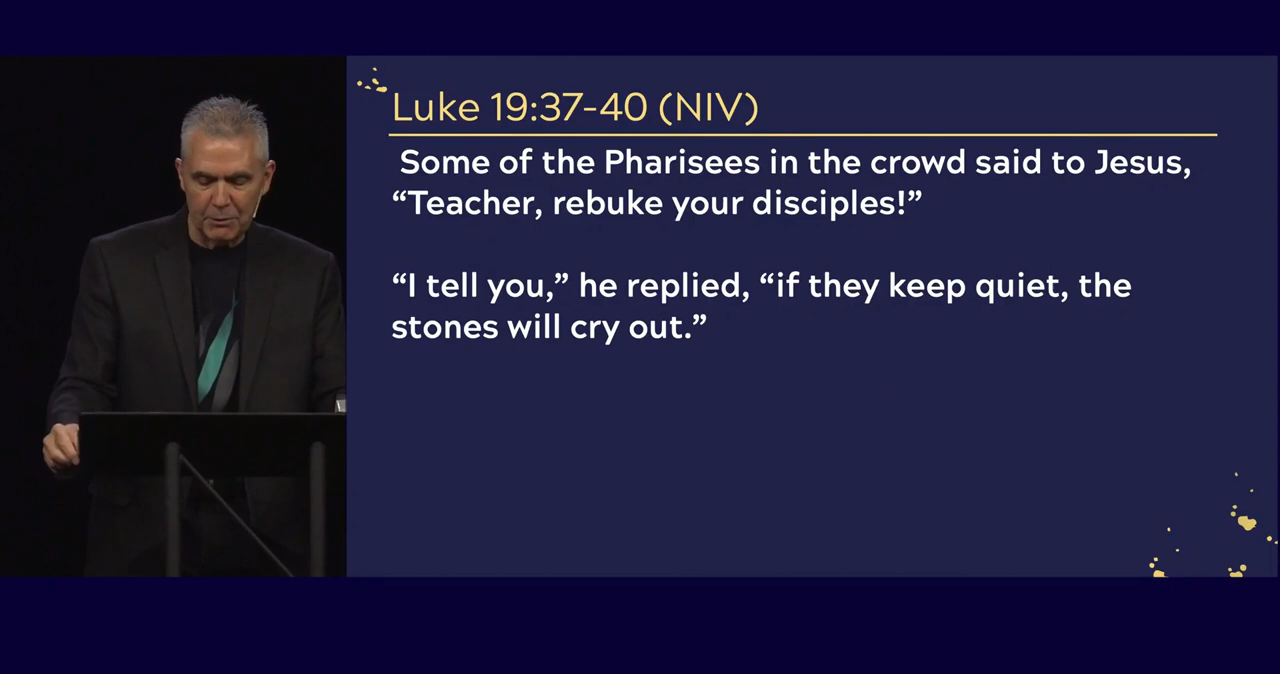 Luke 19:37-40 (NIV)
Some of the Pharisees in the crowd said to Jesus,
“Teacher, rebuke your disciples!”
“I tell you,” he replied, “if they keep quiet, the
stones will cry out.”